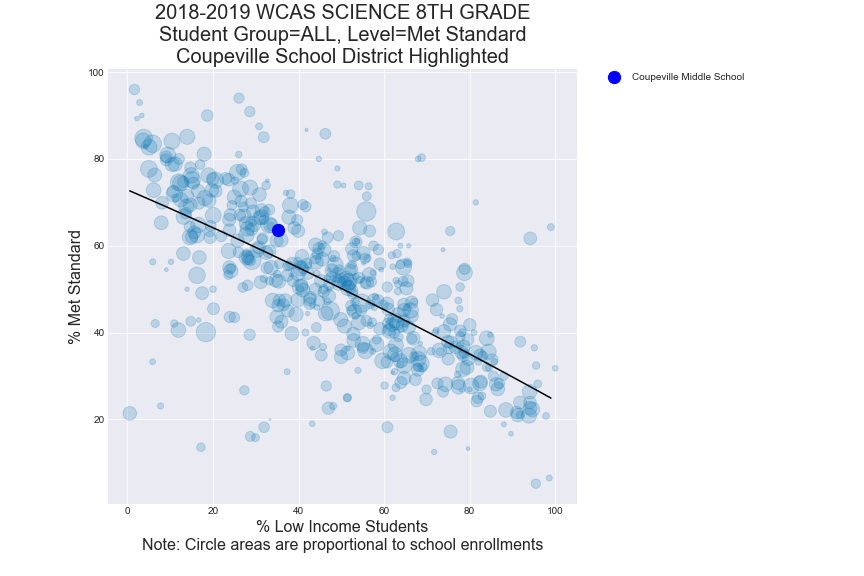 2018-2019 WCAS SCIENCE 8TH GRADE
Student Group=ALL, Level=Met Standard
Coupeville School District Highlighted
Coupeville Middle School
100
80
60
40
20
% Met Standard
0
20
40
60
80
100
% Low Income Students
Note: Circle areas are proportional to school enrollments